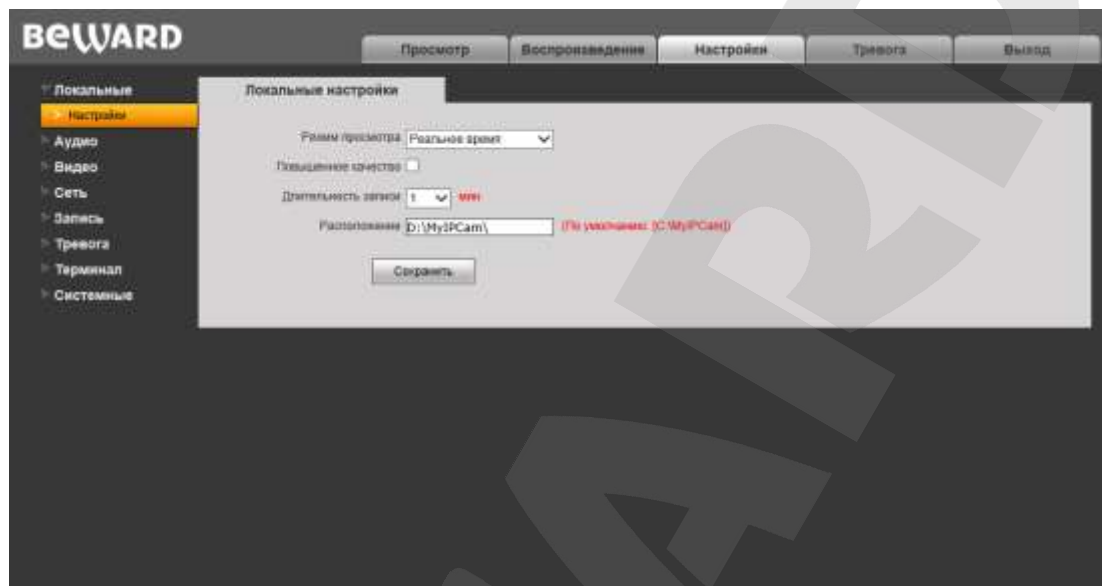 BEWARD
Просмотр Воспроизведение Настройки Тревога Выход
Локальные
Настройки
Аудио
Видео
Сеть
Запись
Тревога
Терминал
Системные
Локальные настройки
Режим просмотра Реальное время
Повышенное качество
Длительность записи 1 мин
Расположение D:\MyIPCam\ (По умолчанию: [C:\MyIPCam])
Сохранить